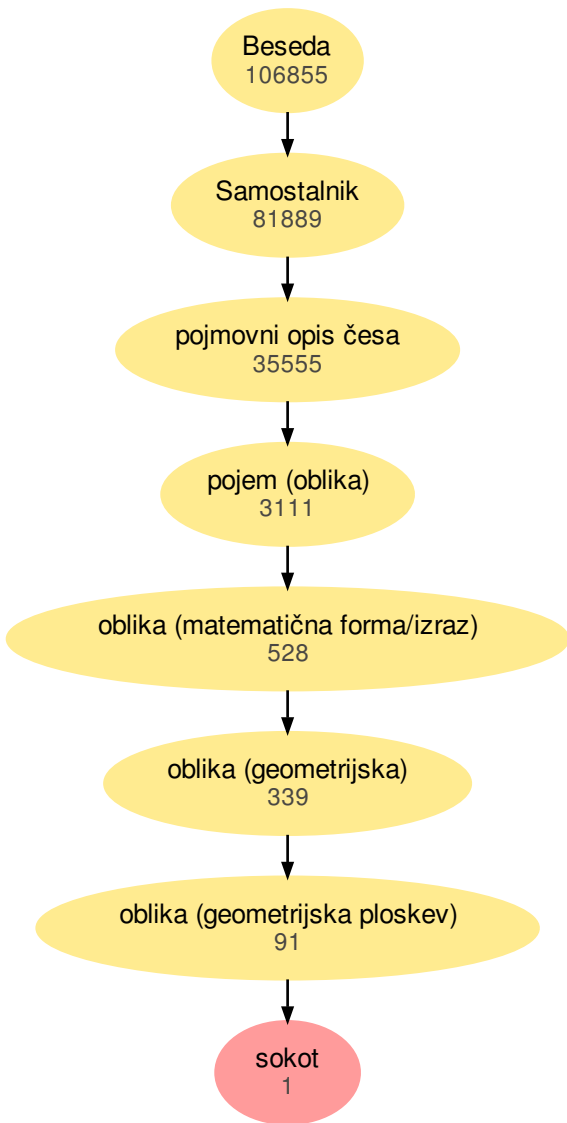 Beseda
106855
Samostalnik
81889
pojmovni opis česa
35555
pojem (oblika)
3111
oblika (matematična forma/izraz)
528
oblika (geometrijska)
339
oblika (geometrijska ploskev)
91
sokot
1